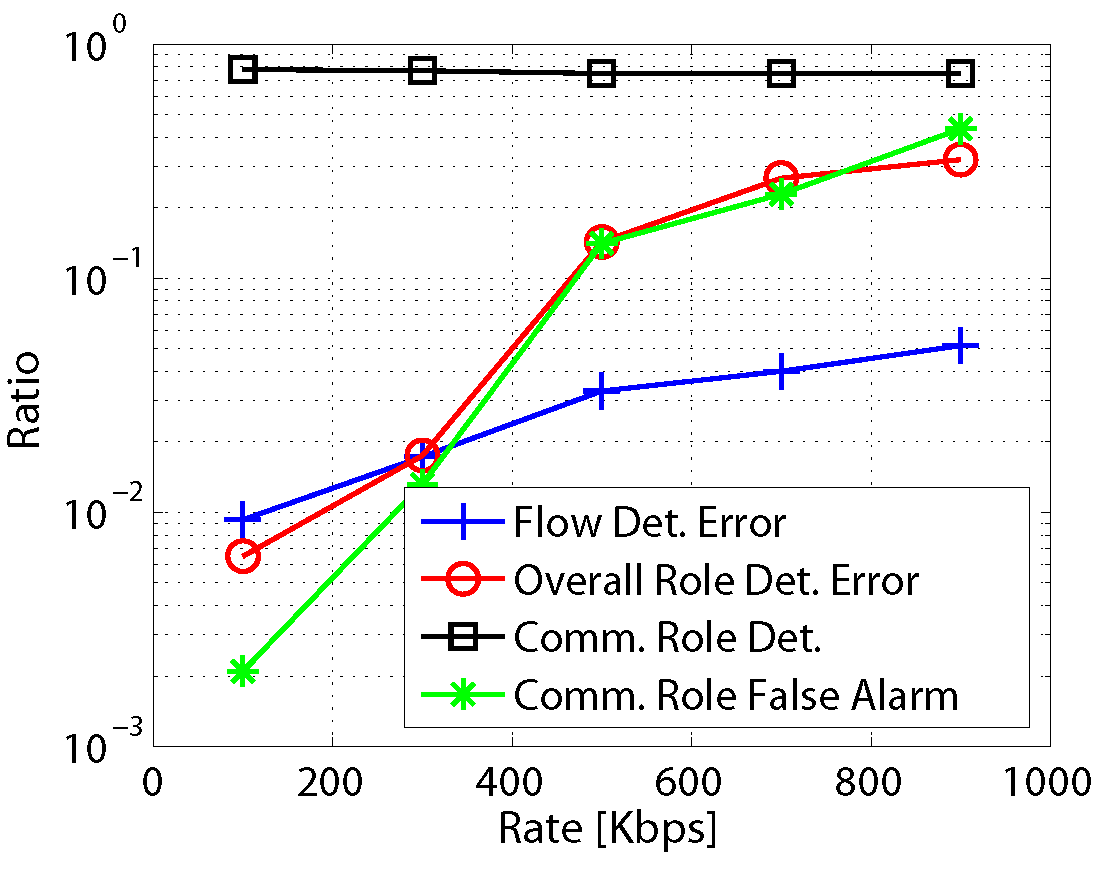 10^0
10^-1
10^-2
10^-3
Ratio
Flow Det. Error
Overall Role Det. Error
Comm. Role Det.
Comm. Role False Alarm
0 200 400 600 800 1000
Rate [Kbps]